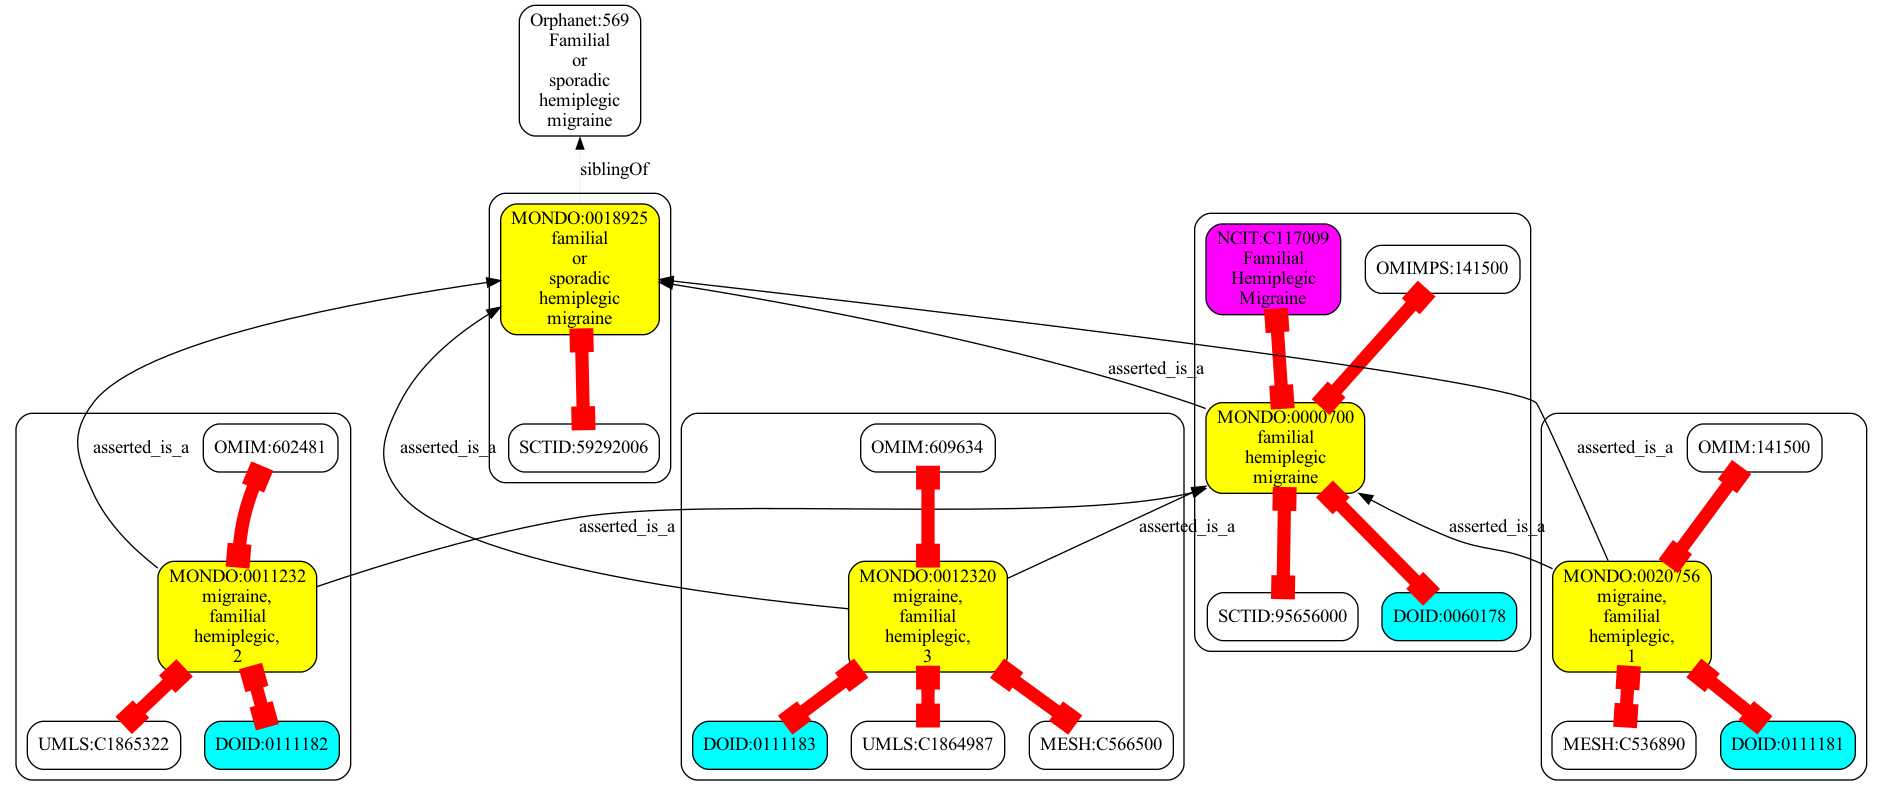 Orphanet:569
Familial
or
sporadic
hemiplegic
migraine
siblingOf
MONDO:0018925
familial
or
sporadic
hemiplegic
migraine
NCIT:C117009
Familial
Hemiplegic
Migraine
OMIMPS:141500
asserted_is_a
asserted_is_a
OMIM:602481
asserted_is_a
SCTID:59292006
OMIM:609634
MONDO:0000700
familial
hemiplegic
migraine
asserted_is_a
OMIM:141500
asserted_is_a
asserted_is_a
asserted_is_a
MONDO:0011232
migraine,
familial
hemiplegic,
2
MONDO:0012320
migraine,
familial
hemiplegic,
3
SCTID:95656000
DOID:0060178
MONDO:0020756
migraine,
familial
hemiplegic,
1
UMLS:C1865322
DOID:0111182
DOID:0111183
UMLS:C1864987
MESH:C566500
MESH:C536890
DOID:0111181